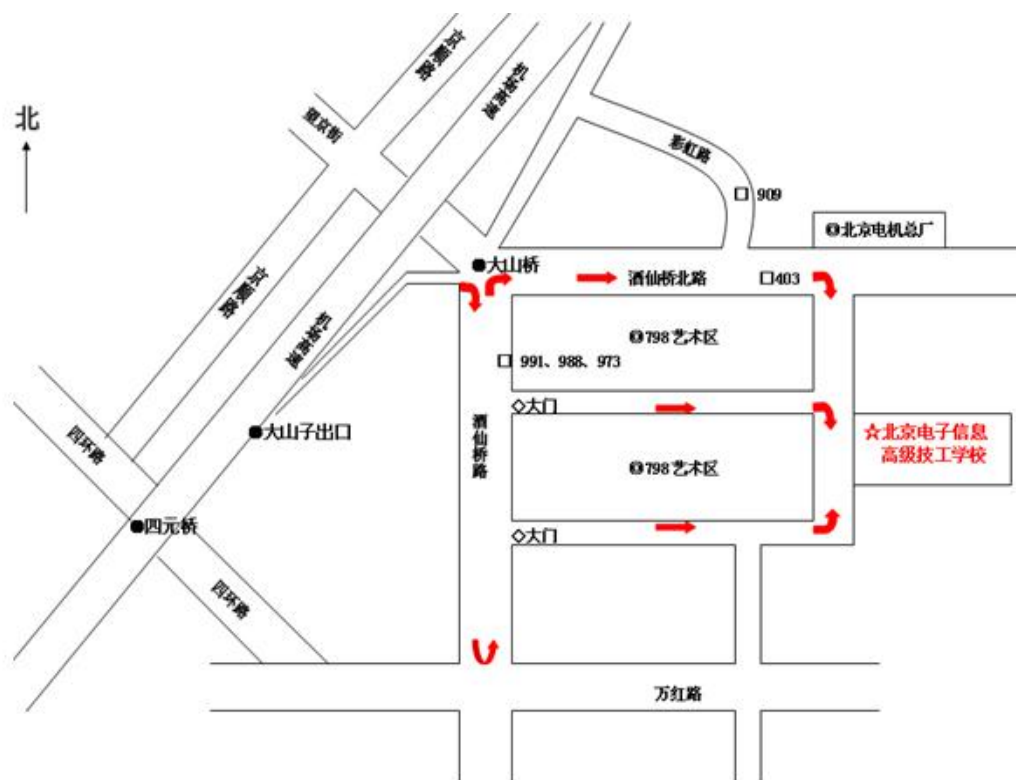 京顺路
机场高速
北
望京街
彩虹路
□ 909
◎北京电机总厂
●大山桥
酒仙桥北路
□403
京顺路
机场高速
◎798艺术区
□ 991、988、973
◇大门
●大山子出口
酒仙桥路
☆北京电子信息
高级技工学校
四环路
◎798艺术区
●四元桥
◇大门
四环路
万红路